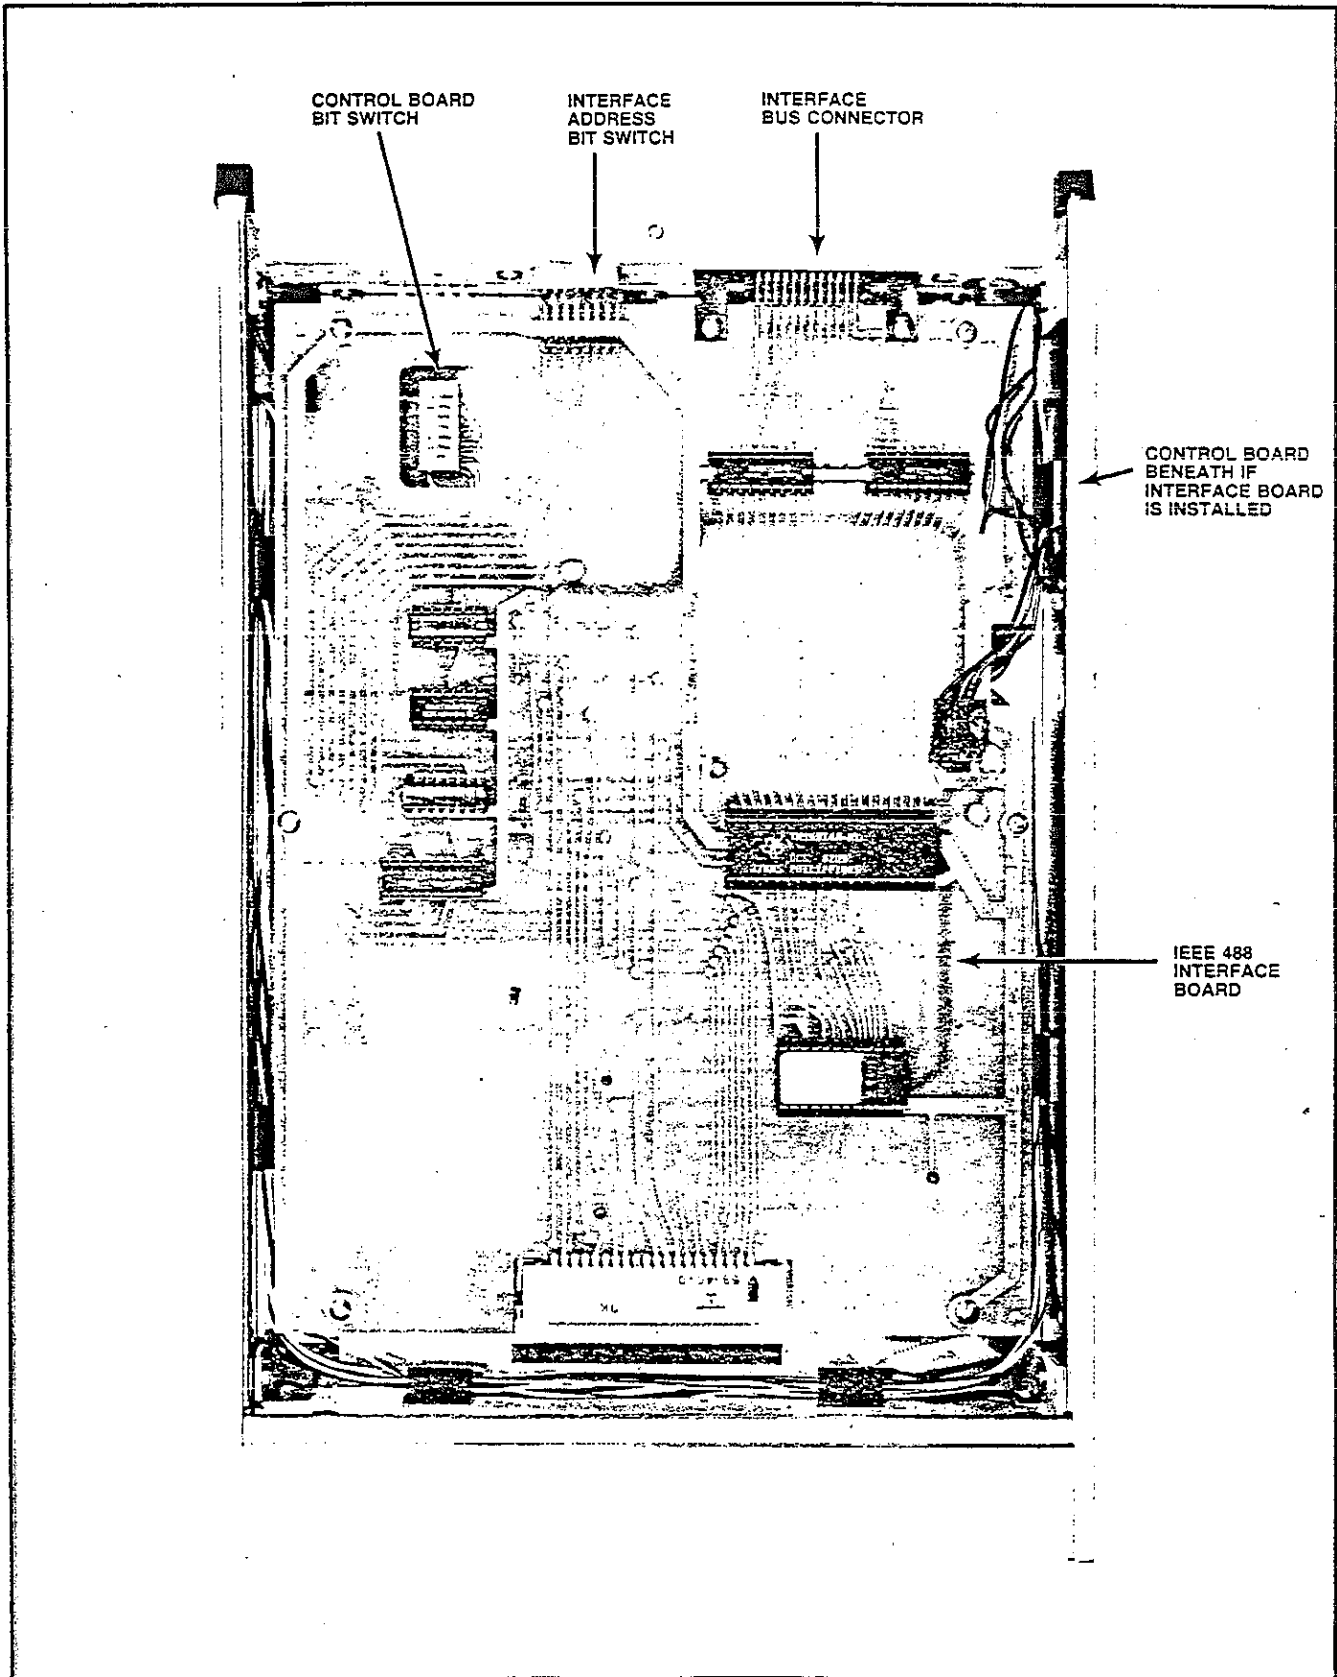 CONTROL BOARD
BIT SWITCH
INTERFACE
ADDRESS
BIT SWITCH
INTERFACE
BUS CONNECTOR
CONTROL BOARD
BENEATH IF
INTERFACE BOARD
IS INSTALLED
IEEE 488
INTERFACE
BOARD